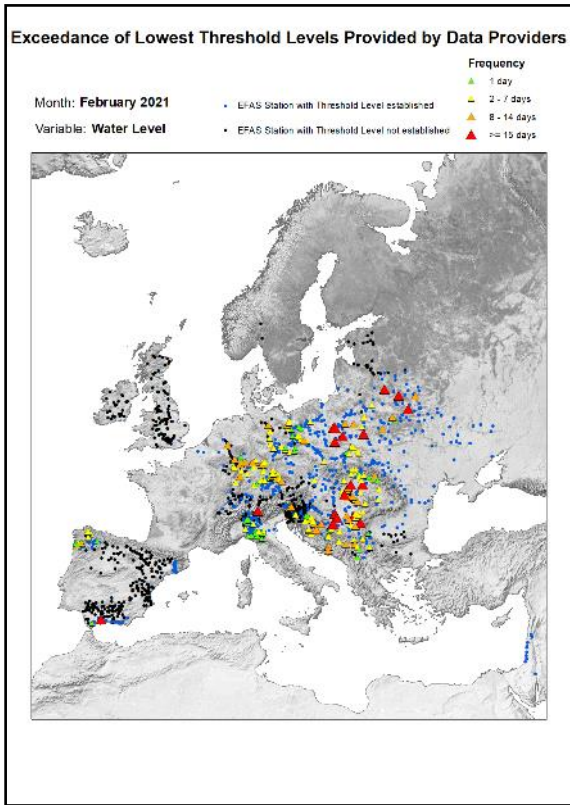 Exceedance of Lowest Threshold Levels Provided by Data Providers
Frequency
1 day
2 - 7 days
8 - 14 days
>= 15 days
Month: February 2021
Variable: Water Level
EFAS Station with Threshold Level established
EFAS Station with Threshold Level not established